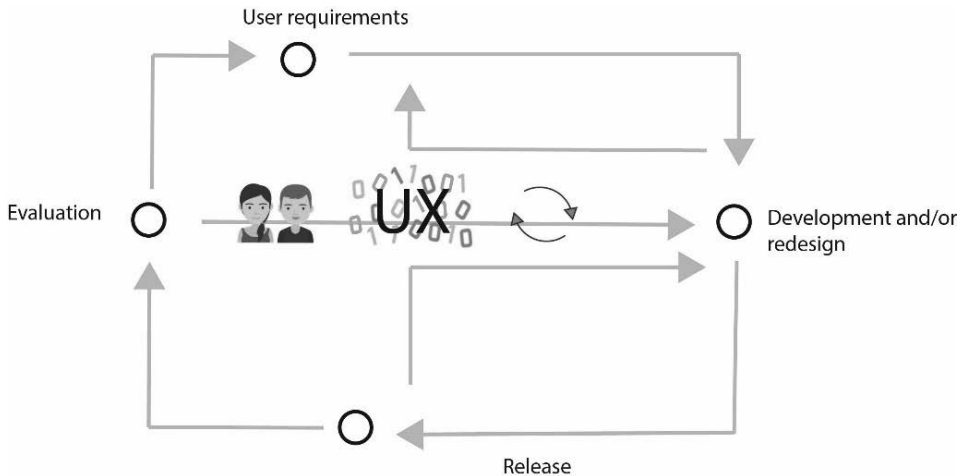 User requirements
Evaluation
UX
Development and/or
redesign
Release